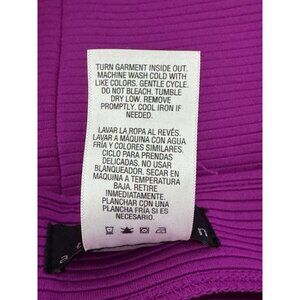 TURN GARMENT INSIDE OUT.
MACHINE WASH COLD WITH
LIKE COLORS. GENTLE CYCLE.
DO NOT BLEACH. TUMBLE
DRY LOW. REMOVE
PROMPTLY. COOL IRON IF
NEEDED.
LAVAR LA ROPA AL REVÉS.
LAVAR A MÁQUINA CON AGUA
FRÍA Y COLORES SIMILARES.
CICLO PARA PRENDAS
DELICADAS. NO USAR
BLANQUEADOR. SECAR EN
MÁQUINA A TEMPERATURA
BAJA. RETIRE
INMEDIATAMENTE.
PLANCHAR CON PLANCHA
FRÍA SI ES
NECESARIO.